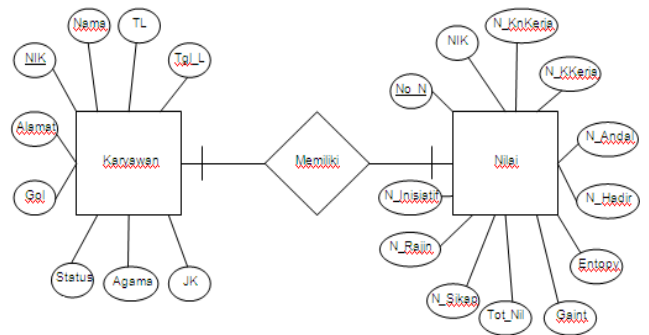 Nama
TL
N_KnKerja
NIK
NIK
Tgl_L
N_KKerja
No_N
Alamat
N_Andal
Karyawan
Memiliki
Nilai
Gol
N_Inisiatif
N_Hadir
N_Rajin
Entopy
Status
Agama
JK
N_Sikap
Tot_Nil
Gaint